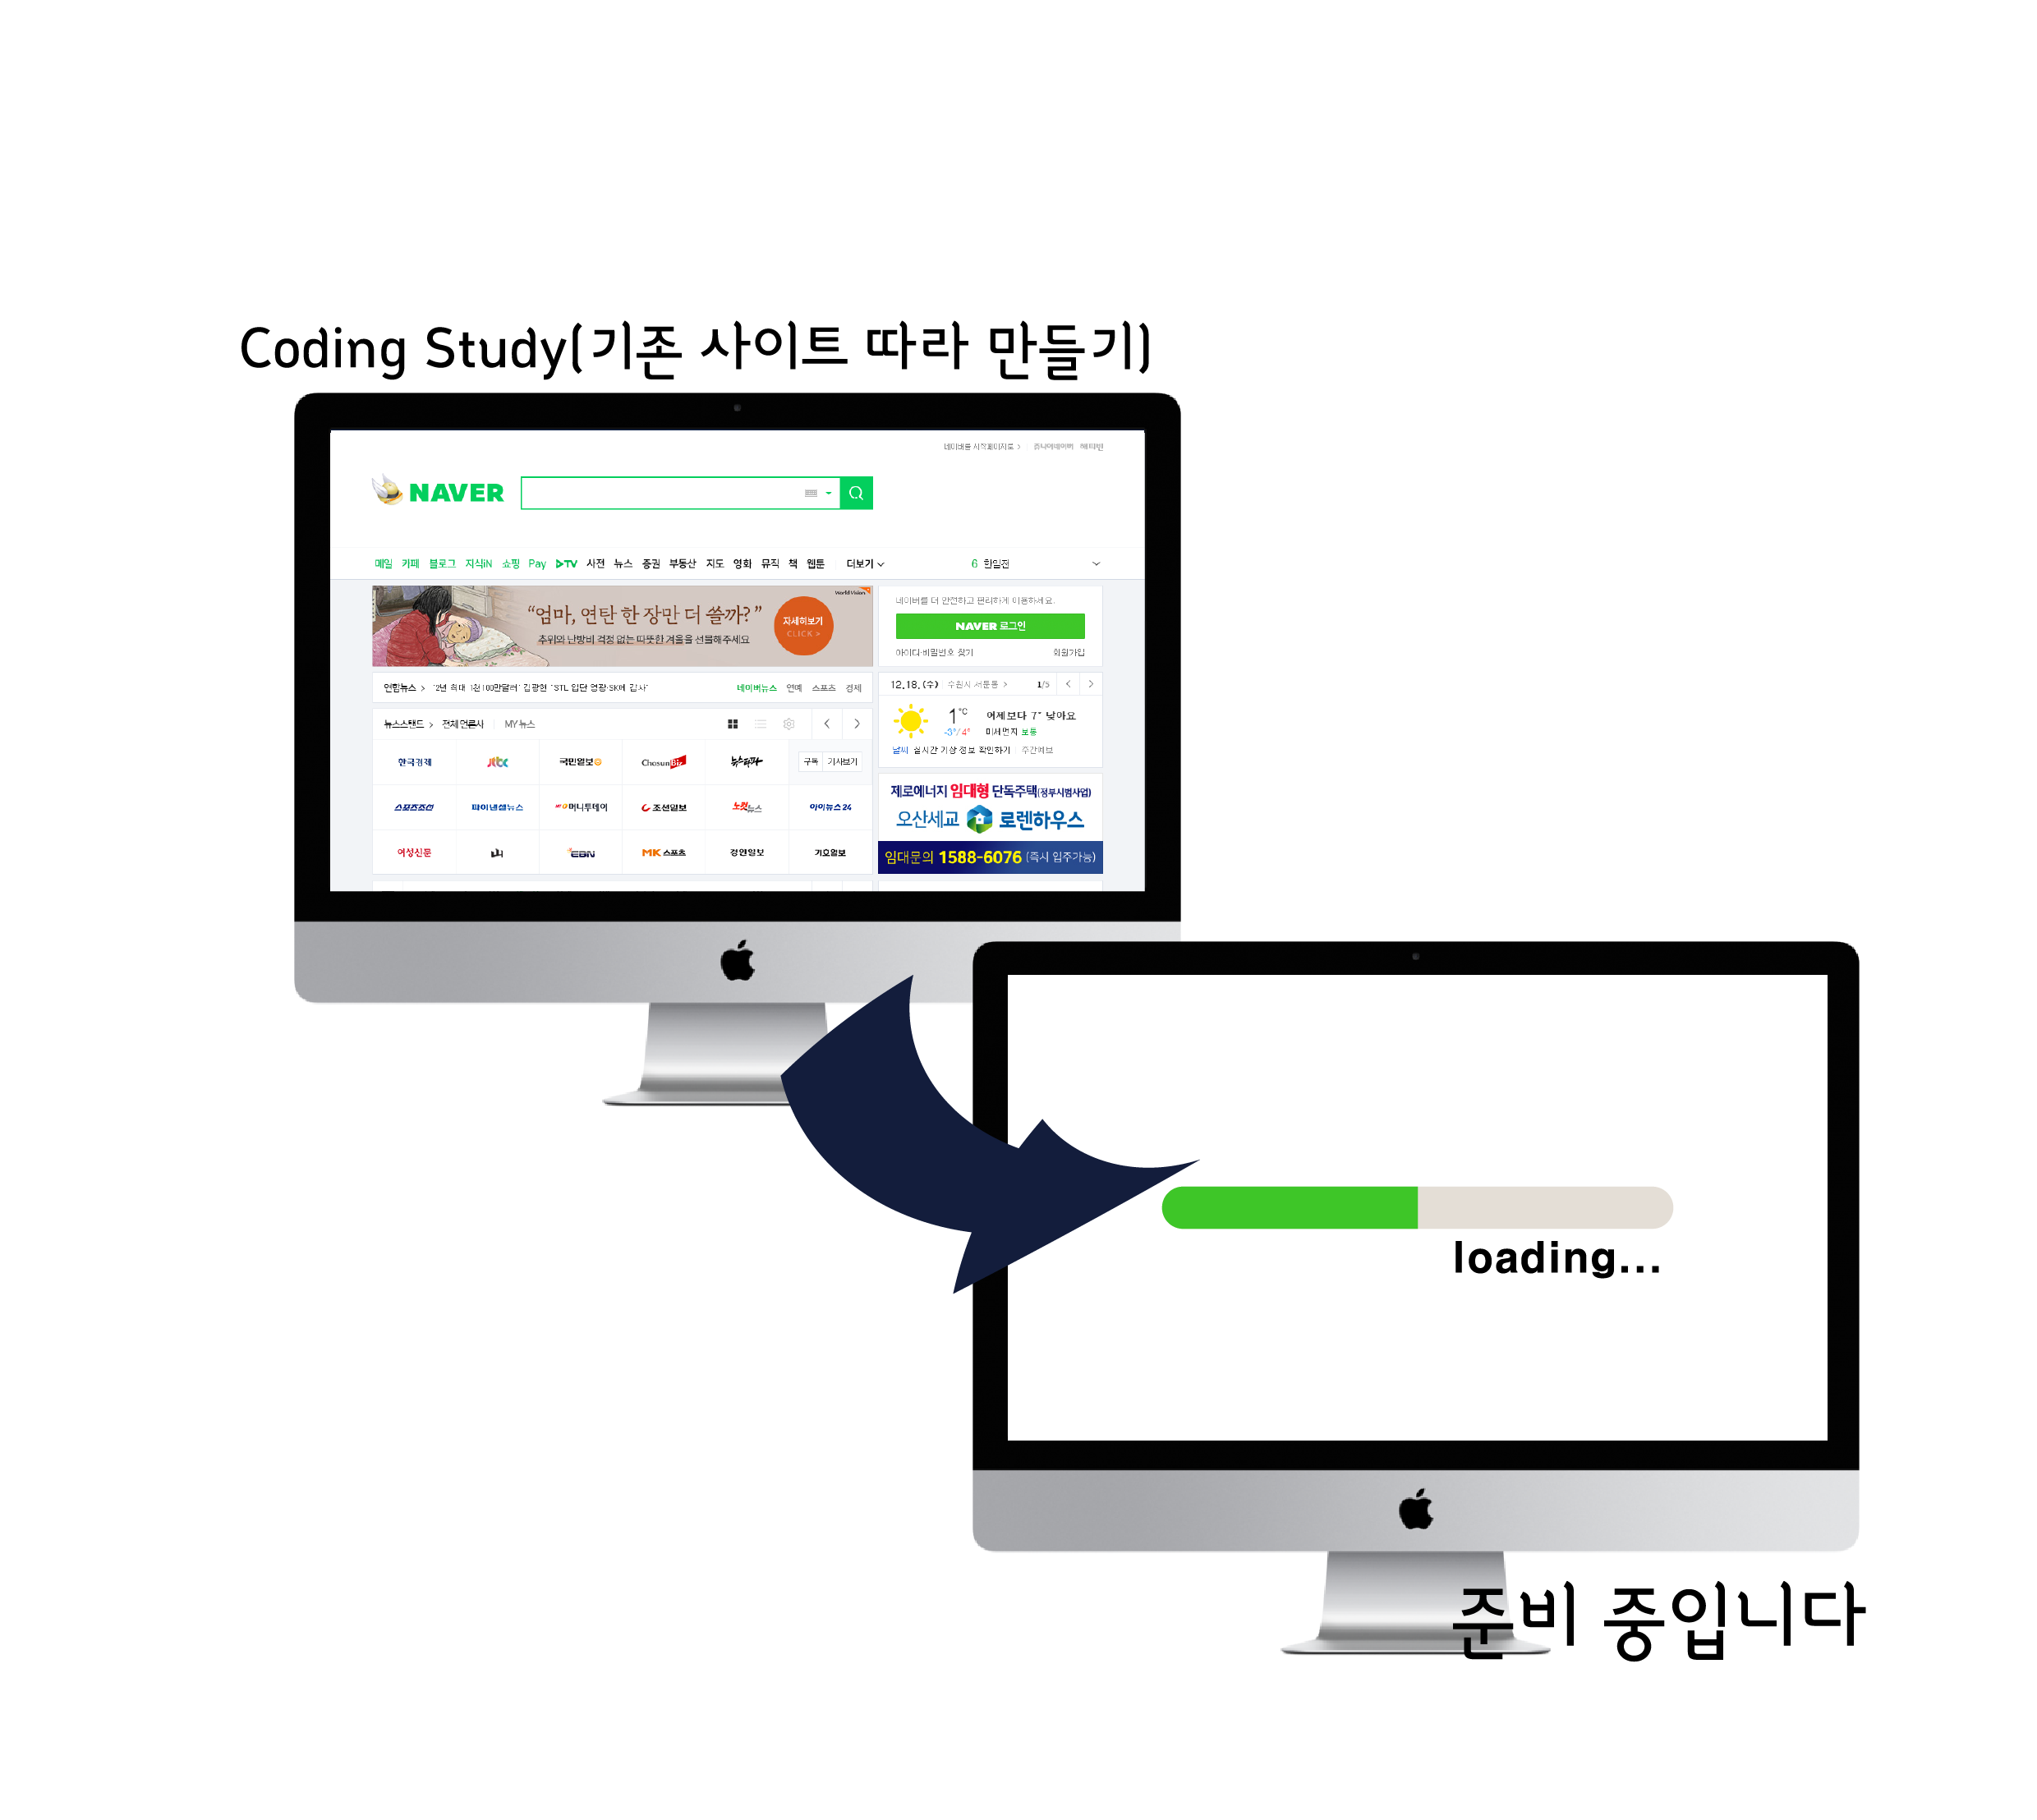 Coding Study(기존 사이트 따라 만들기)
네이버를 시작페이지로 > 쥬니어네이버 해피빈
NAVER
메일 카페 블로그 지식iN 쇼핑 Pay TV 사전 뉴스 증권 부동산 지도 영화 뮤직 책 웹툰 더보기 6 한일전
World Vision
“엄마, 연탄 한 장만 더 쓸까?”
추위와 난방비 걱정 없는 따뜻한 겨울을 선물해주세요
자세히보기
CLICK >
네이버를 더 안전하고 편리하게 이용하세요.
NAVER 로그인
아이디·비밀번호 찾기 회원가입
연합뉴스 > '2년 최대 1천100만달러' 김광현 "STL 입단 영광·SK에 감사" 네이버뉴스 연예 스포츠 경제
12.18.(수) 수원시 서둔동 > 1/5
뉴스스탠드 > 전체언론사 MY뉴스
1°C 어제보다 7˚ 낮아요
-3°/ 4° 미세먼지 보통
날씨 실시간 기상 정보 확인하기 주간예보
한국경제 jtbc 국민일보 ChosunBiz 뉴스타파 구독 기사보기
스포츠조선 파이낸셜뉴스 머니투데이 조선일보 노컷뉴스 아이뉴스24
여성신문 EBN MK 스포츠 경인일보 기호일보
제로에너지 임대형 단독주택(정부시범사업)
오산세교 로렌하우스
임대문의 1588-6076 (즉시 입주가능)
loading...
준비 중입니다